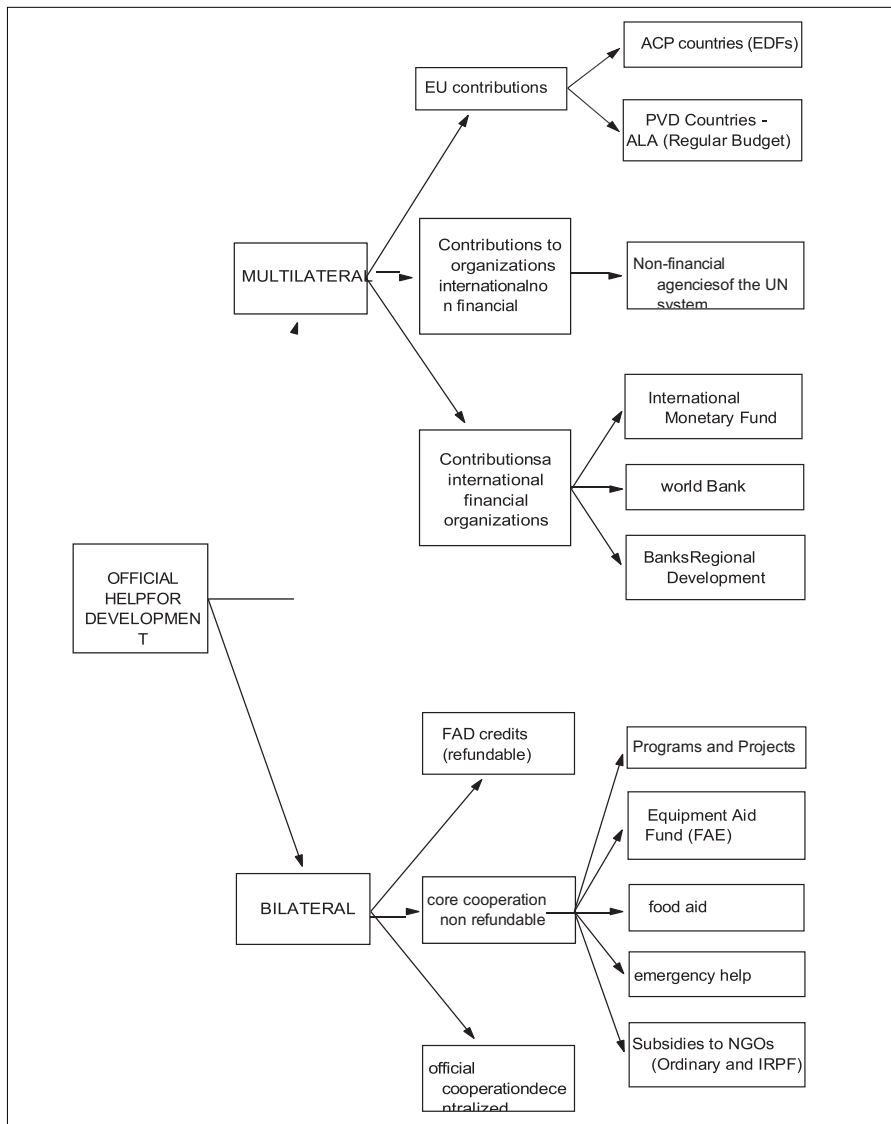 ACP countries (EDFs)
EU contributions
PVD Countries -
ALA (Regular Budget)
MULTILATERAL
Contributions to
organizations
internationalno
n financial
Non-financial
agenciesof the UN
system
International
Monetary Fund
Contributionsa
international
financial
organizations
world Bank
BanksRegional
Development
OFFICIAL
HELPFOR
DEVELOPMEN
T
FAD credits
(refundable)
Programs and Projects
Equipment Aid
Fund (FAE)
BILATERAL
core cooperation
non refundable
food aid
emergency help
Subsidies to NGOs
(Ordinary and IRPF)
official
cooperationdece
ntralized